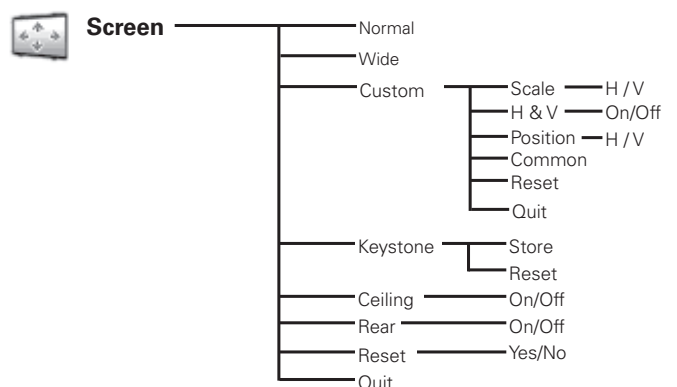 Screen Normal
Wide
Custom Scale H / V
H & V On/Off
Position H / V
Common
Reset
Quit
Keystone Store
Reset
Ceiling On/Off
Rear On/Off
Reset Yes/No
Quit